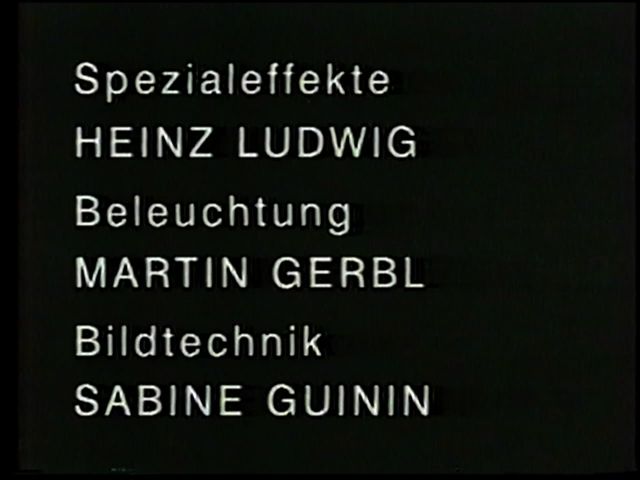 Spezialeffekte
HEINZ LUDWIG
Beleuchtung
MARTIN GERBL
Bildtechnik
SABINE GUININ